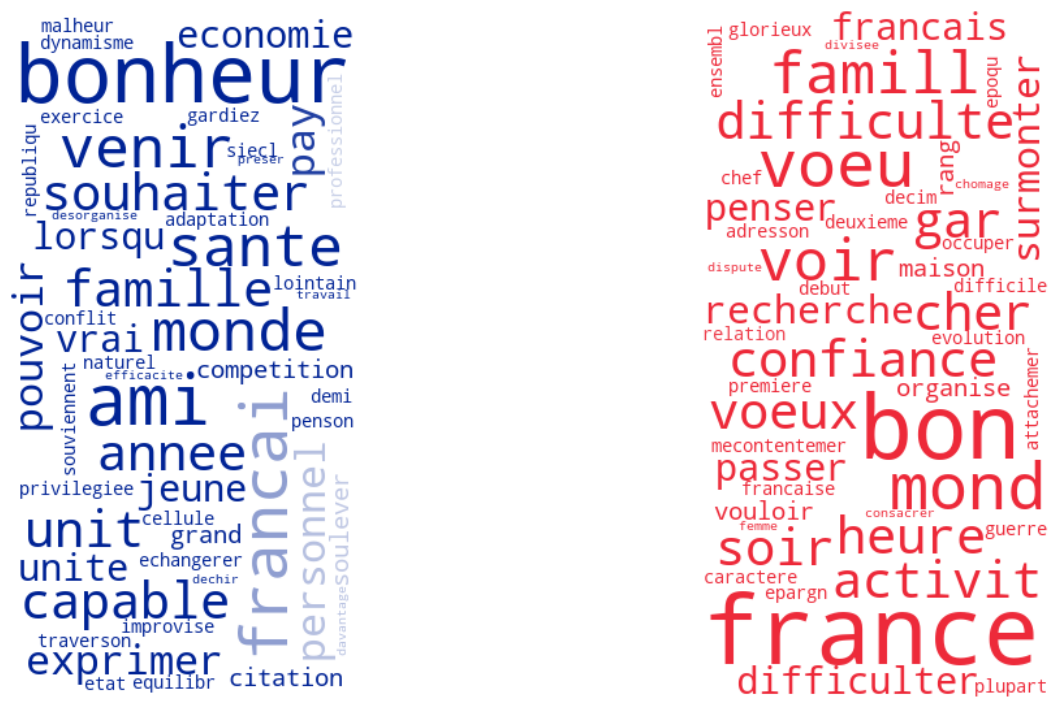 malheur
dynamisme
economie
bonheur
professionnel
exercice
gardiez
pay
republiqu
venir
siecl
preser
souhaiter
desorganise
adaptation
lorsqu
sante
pouvoir
famille
lointain
travail
conflit
vrai
monde
naturel
efficacite
competition
souviennent
ami
demi
penson
francai
annee
personnel
privilegiee
jeune
soulever
unit
cellule
grand
unite
echangerer
dechir
davantage
capable
improvise
traverson
exprimer
etat
equilibr
citation
ensembl
glorieux
francais
divisee
famill
epoqu
surmonter
difficulte
voeu
rang
chef
chomage
decim
penser
deuxieme
gar
adresson
occuper
voir
dispute
maison
debut
difficile
recherche
cher
relation
evolution
confiance
attachemer
premiere
organise
voeux
bon
mecontentemer
passer
mond
francaise
vouloir
consacrer
femme
soir
heure
guerre
caractere
epargn
activit
france
difficulter
plupart